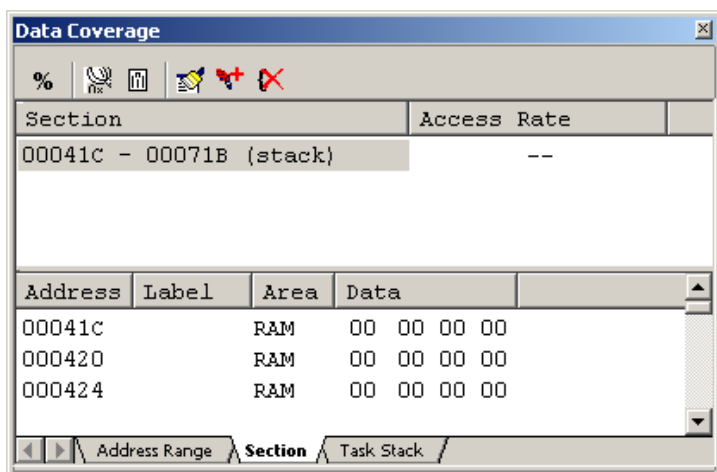 Data Coverage
%
Section Access Rate
00041C - 00071B (stack) --
Address Label Area Data
00041C RAM 00 00 00 00
000420 RAM 00 00 00 00
000424 RAM 00 00 00 00
Address Range Section Task Stack